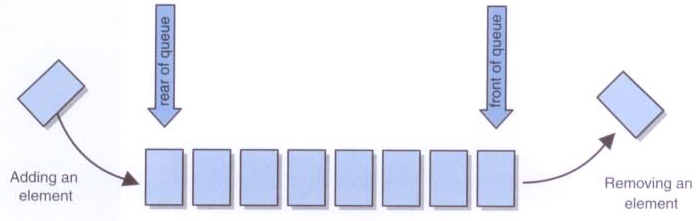 rear of queue
front of queue
Adding an
element
Removing an
element